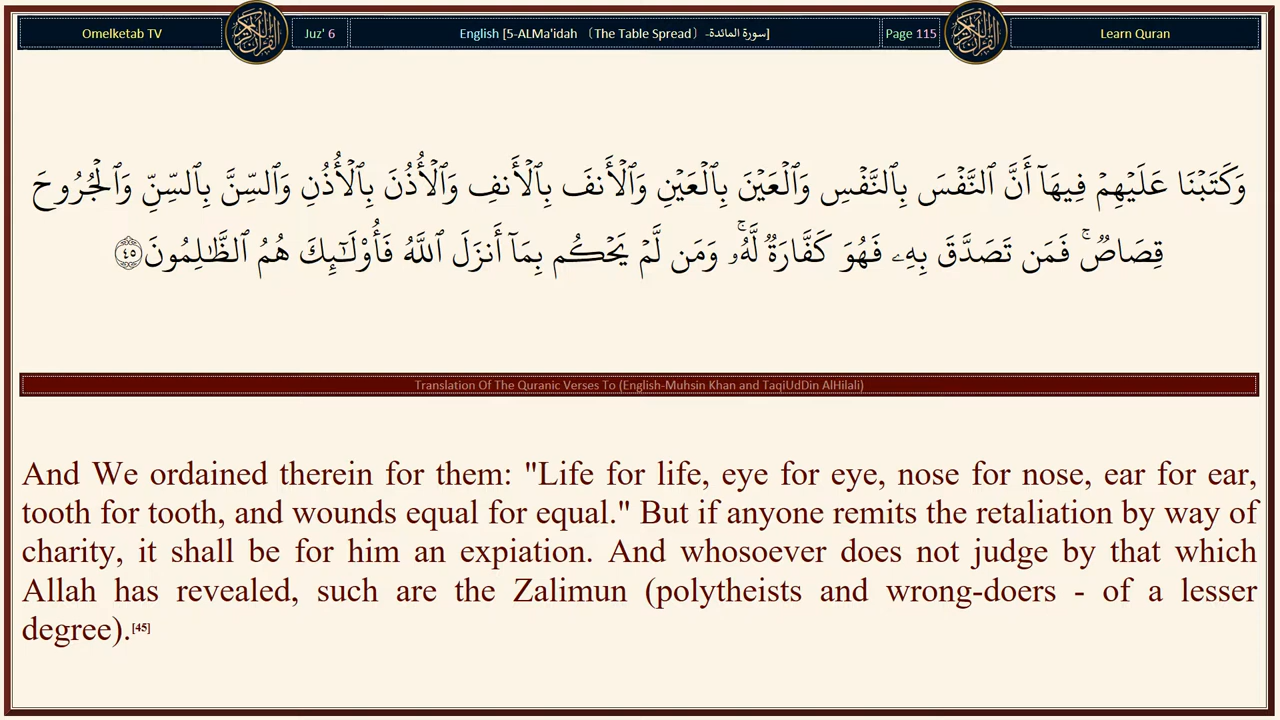 Omelketab TV
Juz' 6
English [5-ALMa'idah (The Table Spread) -سورة المائدة]
Page 115
Learn Quran
وَكَتَبۡنَا عَلَيۡهِمۡ فِيهَآ أَنَّ ٱلنَّفۡسَ بِٱلنَّفۡسِ وَٱلۡعَيۡنَ بِٱلۡعَيۡنِ وَٱلۡأَنفَ بِٱلۡأَنفِ وَٱلۡأُذُنَ بِٱلۡأُذُنِ وَٱلسِّنَّ بِٱلسِّنِّ وَٱلۡجُرُوحَ
قِصَاصٞۚ فَمَن تَصَدَّقَ بِهِۦ فَهُوَ كَفَّارَةٞ لَّهُۥۚ وَمَن لَّمۡ يَحۡكُم بِمَآ أَنزَلَ ٱللَّهُ فَأُوْلَٰٓئِكَ هُمُ ٱلظَّٰلِمُونَ ٤٥
Translation Of The Quranic Verses To (English-Muhsin Khan and TaqiUdDin AlHilali)
And We ordained therein for them: "Life for life, eye for eye, nose for nose, ear for ear,
tooth for tooth, and wounds equal for equal." But if anyone remits the retaliation by way of
charity, it shall be for him an expiation. And whosoever does not judge by that which
Allah has revealed, such are the Zalimun (polytheists and wrong-doers - of a lesser
degree).[45]